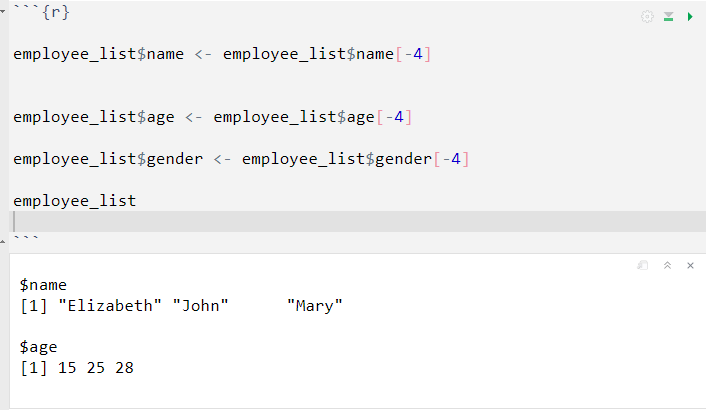 ```{r}
employee_list$name <- employee_list$name[-4]
employee_list$age <- employee_list$age[-4]
employee_list$gender <- employee_list$gender[-4]
employee_list
```
$name
[1] "Elizabeth" "John"      "Mary"
$age
[1] 15 25 28